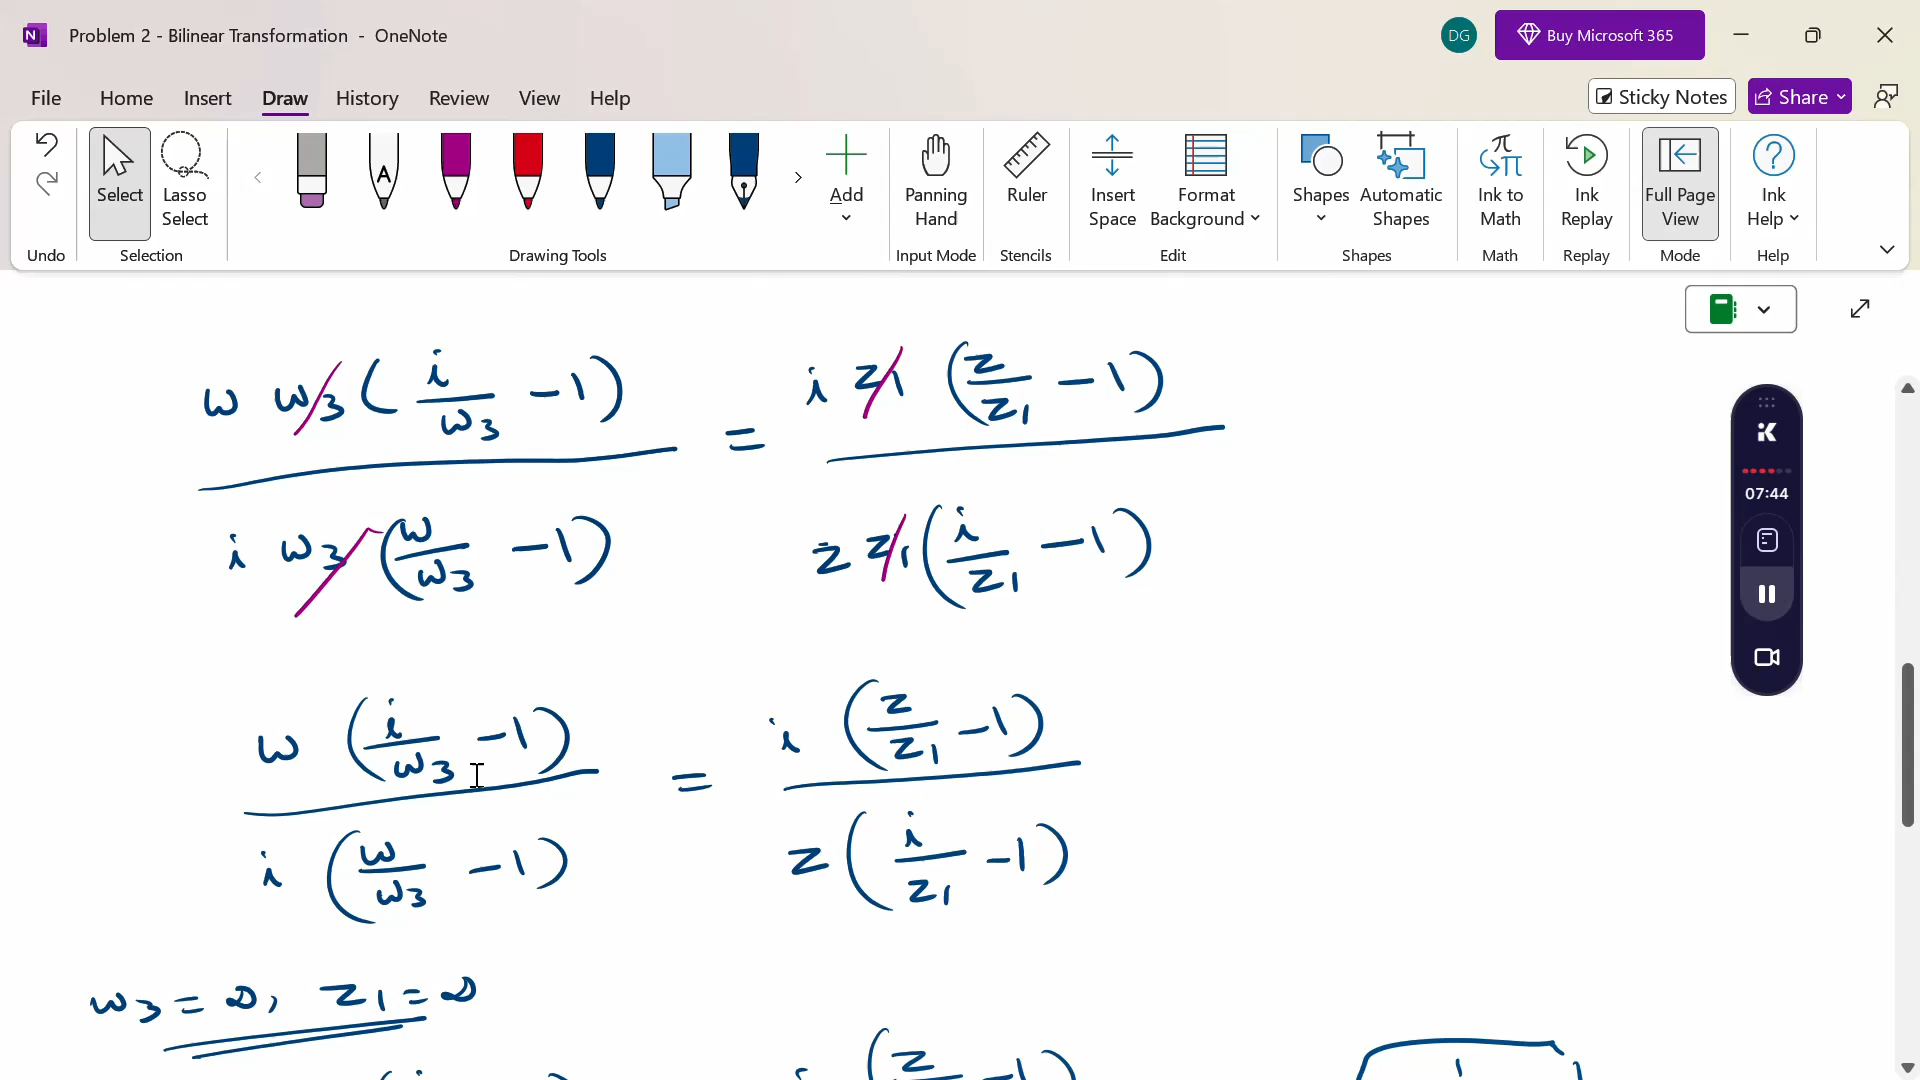 Problem 2 - Bilinear Transformation - OneNote
DG
Buy Microsoft 365
File Home Insert Draw History Review View Help
Sticky Notes
Share
Select
Lasso Select
A
Add
Panning Hand
Ruler
Insert Space
Format Background
Shapes
Automatic Shapes
Ink to Math
Ink Replay
Full Page View
Ink Help
Undo Selection Drawing Tools Input Mode Stencils Edit Shapes Math Replay Mode Help
07:44
w w3 (i/w3 - 1) / i w3 (w/w3 - 1) = i z1 (z/z1 - 1) / z z1 (i/z1 - 1)
w (i/w3 - 1) / i (w/w3 - 1) = i (z/z1 - 1) / z (i/z1 - 1)
w3 = ∞, z1 = ∞